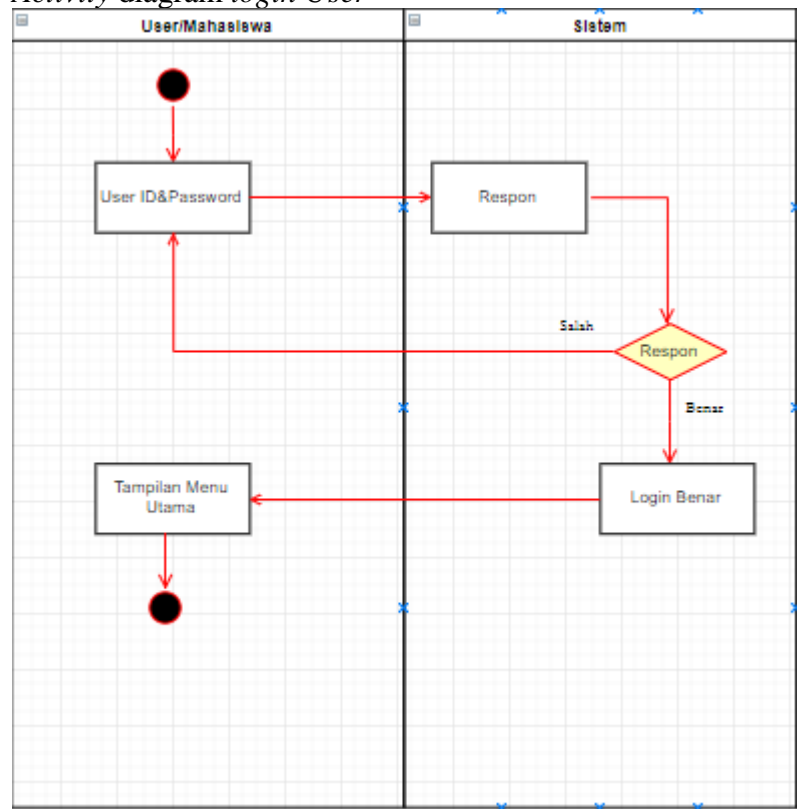 Activity diagram login User
User/Mahasiswa
Sistem
User ID&Password
Respon
Salah
Respon
Benar
Tampilan Menu
Utama
Login Benar